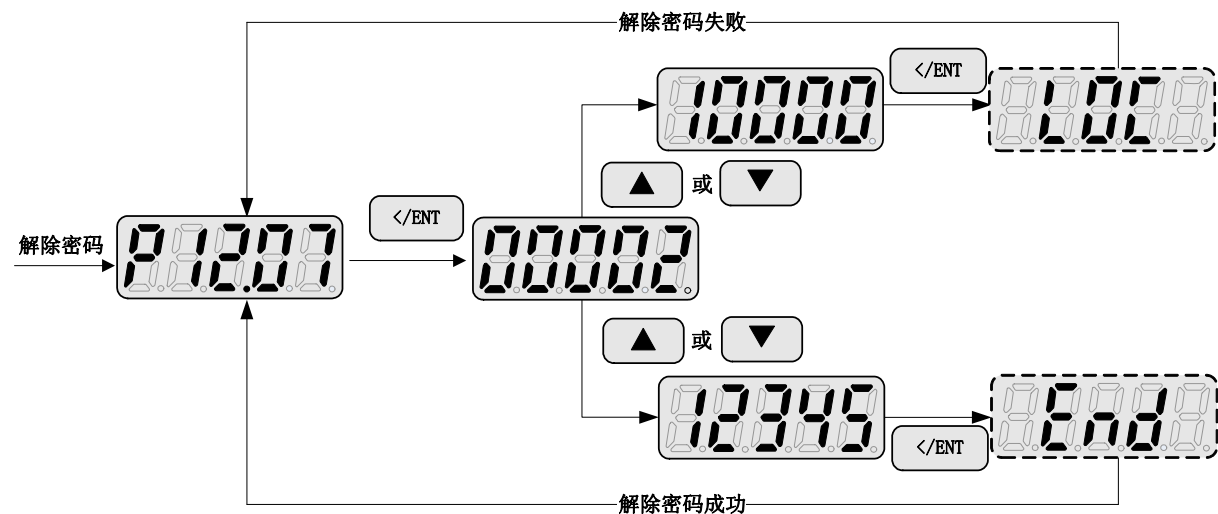 解除密码失败
</ENT
10000
LOC
▲ 或 ▼
</ENT
解除密码
P12.07
00002
▲ 或 ▼
12345
End
</ENT
解除密码成功